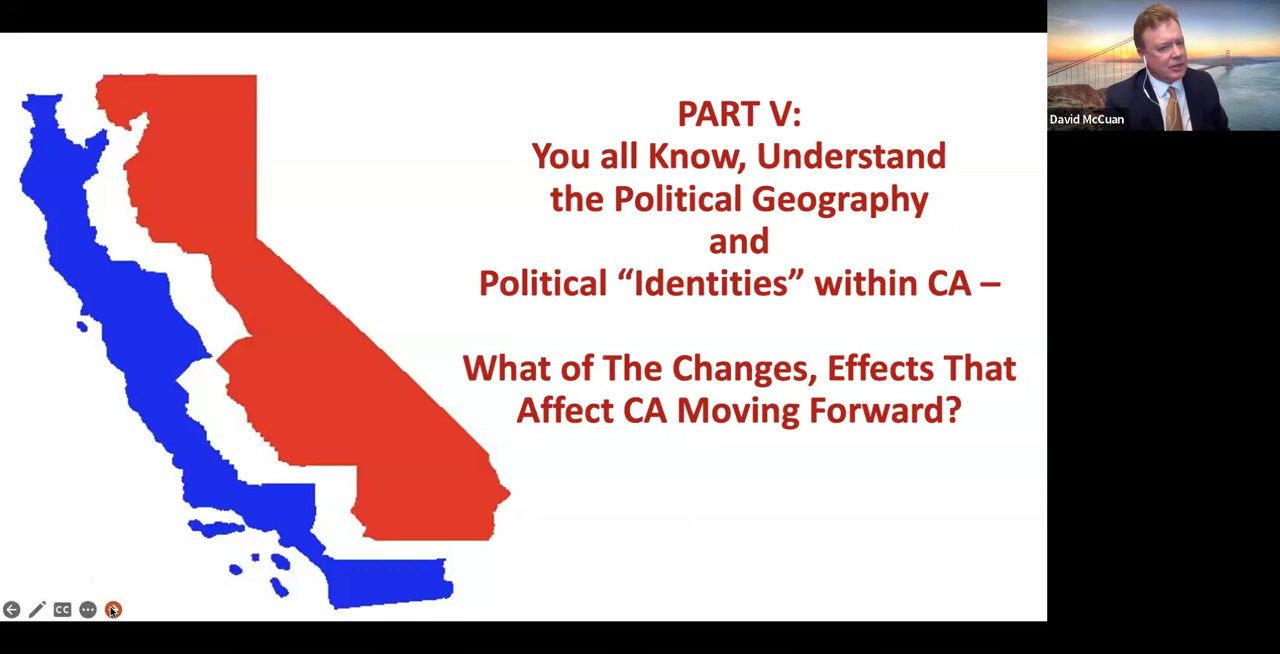 PART V:
You all Know, Understand
the Political Geography
and
Political “Identities” within CA –
What of The Changes, Effects That
Affect CA Moving Forward?
David McCuan
CC